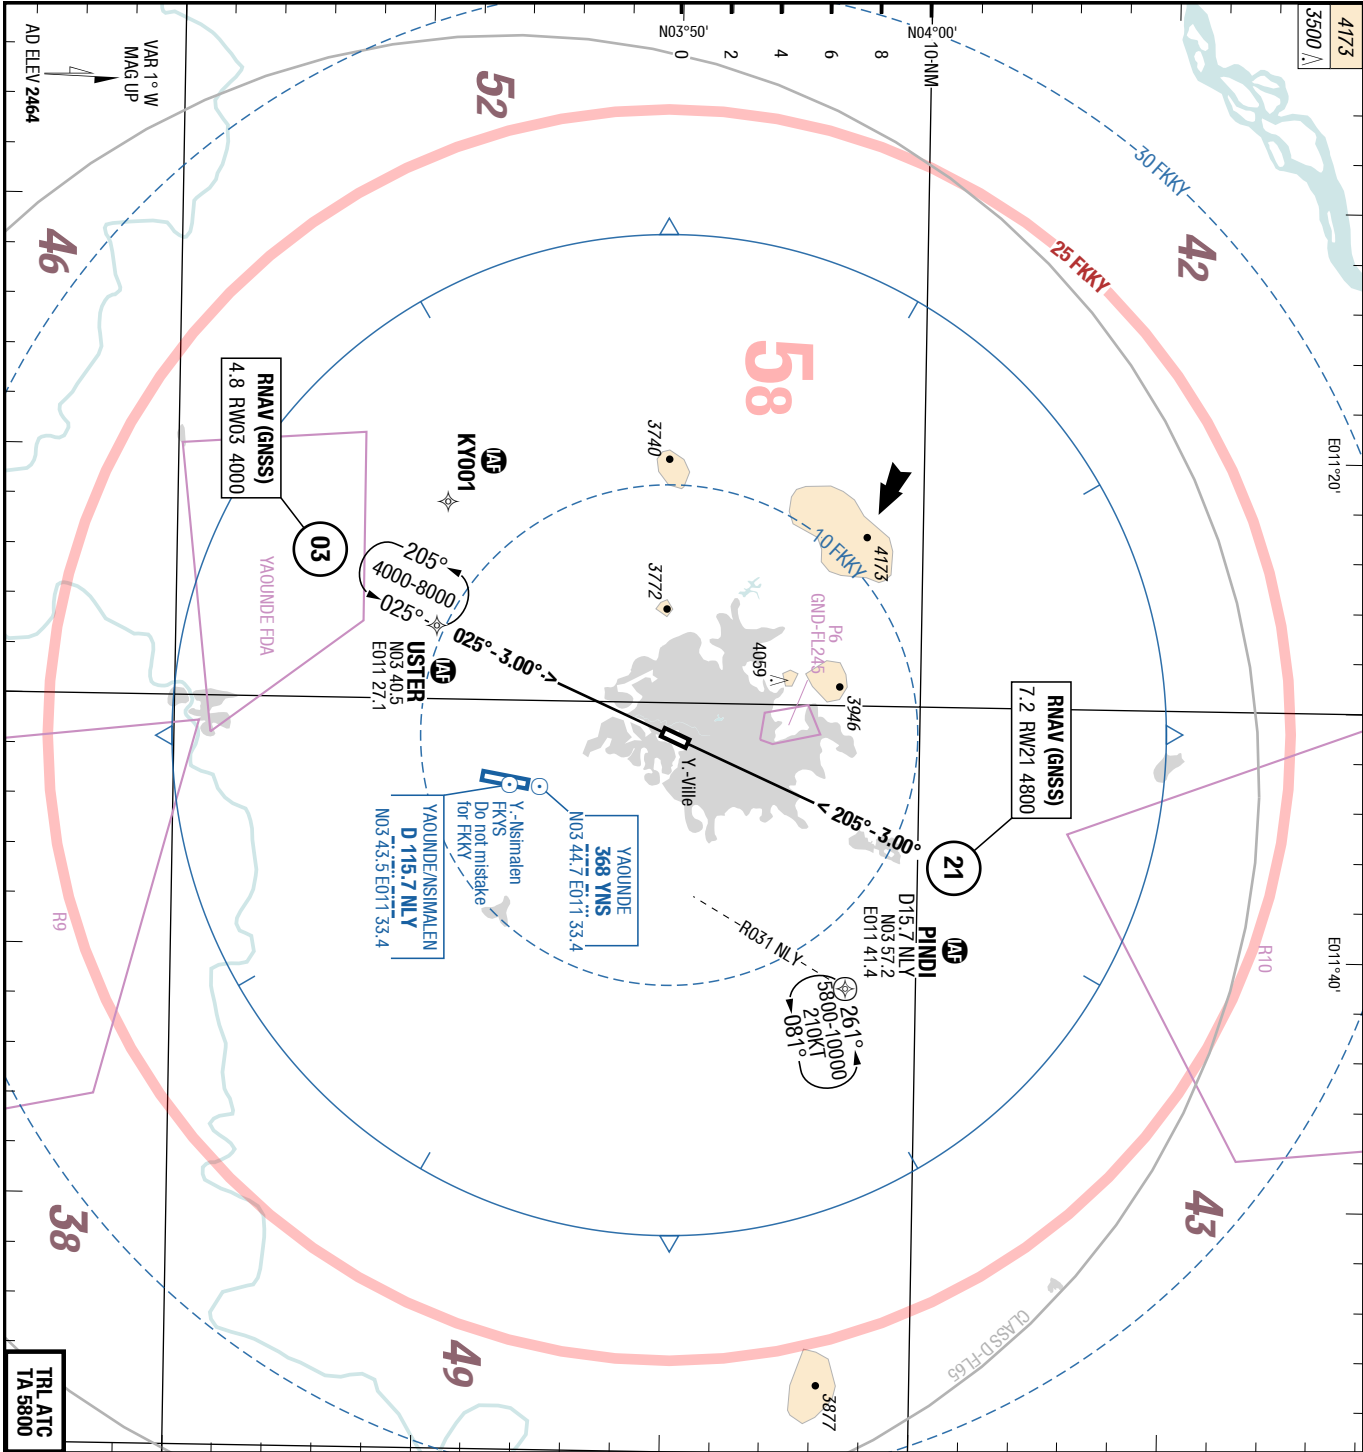 4173
3500
N03°50'
N04°00'
10 NM
8
6
4
2
0
VAR 1° W
MAG UP
AD ELEV 2464
52
46
42
30 FKKY
25 FKKY
58
E011°20'
E011°40'
RNAV (GNSS)
4.8 RW03 4000
03
YAOUNDE FDA
IAF
KY001
205°
4000-8000
025°
025°-3.00°>
IAF
USTER
N03 40.5
E011 27.1
3740
3772
10 FKKY
4173
P6
GND-FL245
4059
3946
Y.-Ville
RNAV (GNSS)
7.2 RW21 4800
21
< 205°-3.00°
IAF
PINDI
D15.7 NLY
N03 57.2
E011 41.4
R031 NLY
261°
5800-10000
210KT
081°
YAOUNDE
368 YNS
N03 44.7 E011 33.4
Y.-Nsimalen
FKYS
Do not mistake
for FKKY
YAOUNDE/NSIMALEN
D 115.7 NLY
N03 43.5 E011 33.4
R9
R10
38
43
49
CLASS D-FL65
3877
TRL ATC
TA 5800